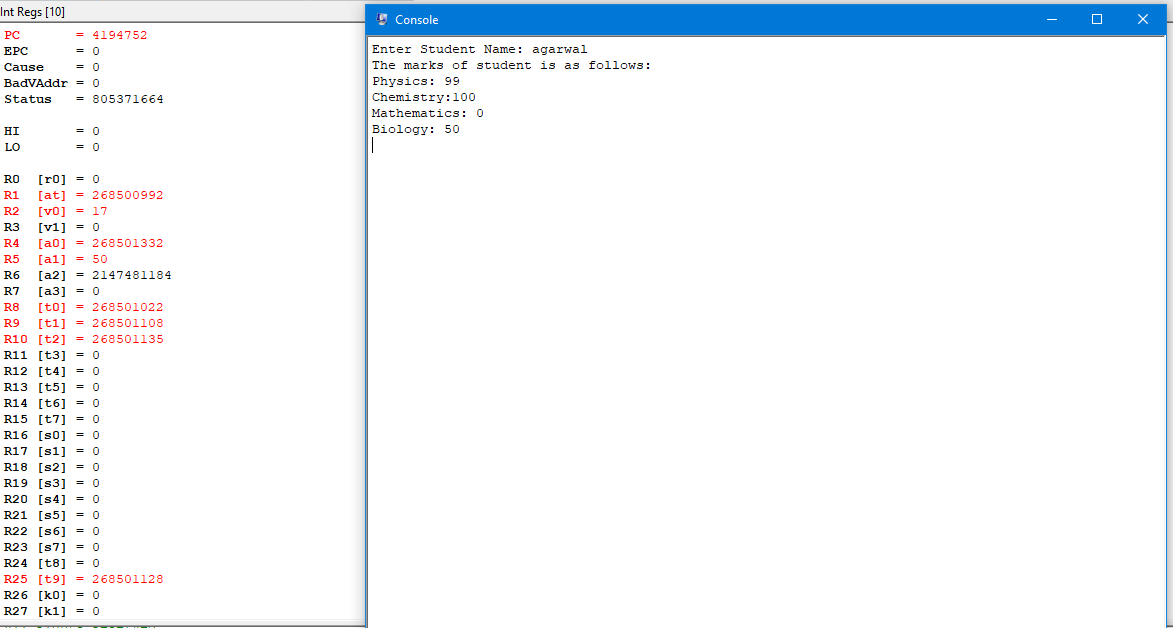 Int Regs [10]
PC = 4194752
EPC = 0
Cause = 0
BadVAddr = 0
Status = 805371664
HI = 0
LO = 0
R0 [r0] = 0
R1 [at] = 268500992
R2 [v0] = 17
R3 [v1] = 0
R4 [a0] = 268501332
R5 [a1] = 50
R6 [a2] = 2147481184
R7 [a3] = 0
R8 [t0] = 268501022
R9 [t1] = 268501108
R10 [t2] = 268501135
R11 [t3] = 0
R12 [t4] = 0
R13 [t5] = 0
R14 [t6] = 0
R15 [t7] = 0
R16 [s0] = 0
R17 [s1] = 0
R18 [s2] = 0
R19 [s3] = 0
R20 [s4] = 0
R21 [s5] = 0
R22 [s6] = 0
R23 [s7] = 0
R24 [t8] = 0
R25 [t9] = 268501128
R26 [k0] = 0
R27 [k1] = 0
Console
Enter Student Name: agarwal
The marks of student is as follows:
Physics: 99
Chemistry:100
Mathematics: 0
Biology: 50